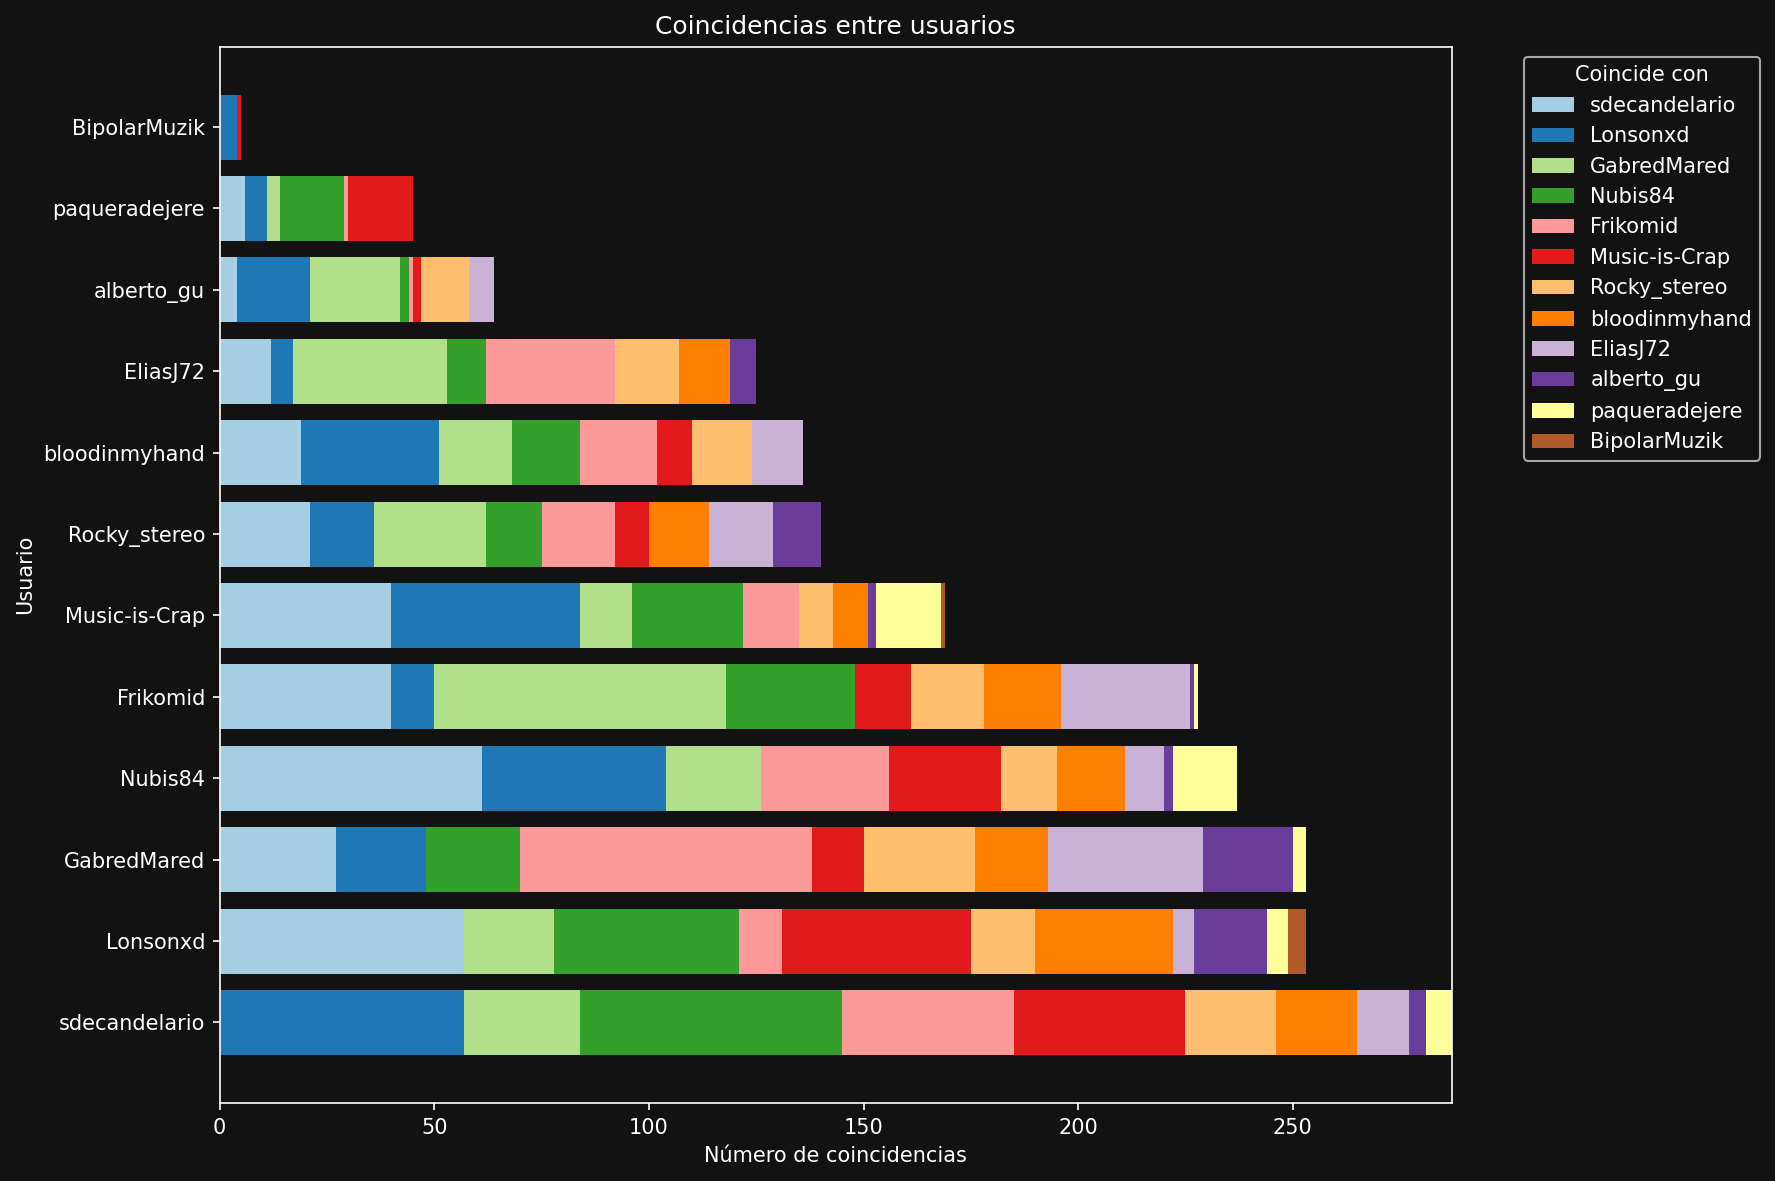 Coincidencias entre usuarios
Usuario
BipolarMuzik
paqueradejere
alberto_gu
EliasJ72
bloodinmyhand
Rocky_stereo
Music-is-Crap
Frikomid
Nubis84
GabredMared
Lonsonxd
sdecandelario
0 50 100 150 200 250
Número de coincidencias
Coincide con
sdecandelario
Lonsonxd
GabredMared
Nubis84
Frikomid
Music-is-Crap
Rocky_stereo
bloodinmyhand
EliasJ72
alberto_gu
paqueradejere
BipolarMuzik